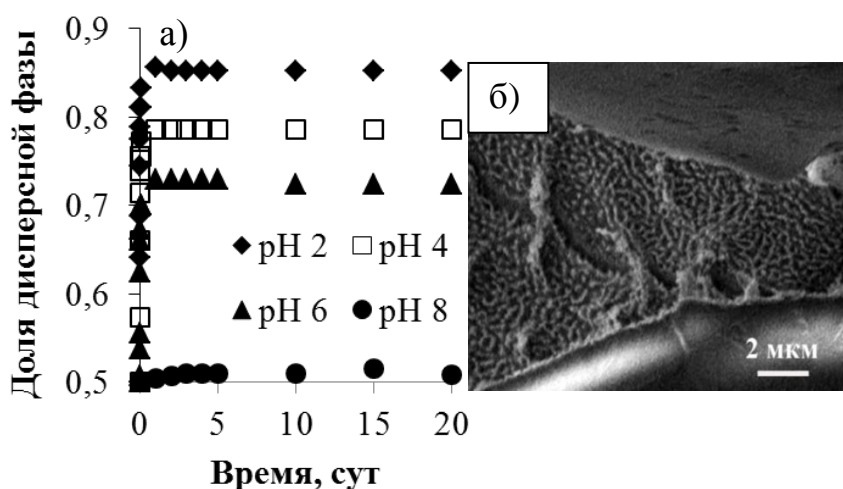 0,9
0,8
0,7
0,6
0,5
Доля дисперсной фазы
а)
pH 2
pH 4
pH 6
pH 8
0
5
10
15
20
Время, сут
б)
2 мкм